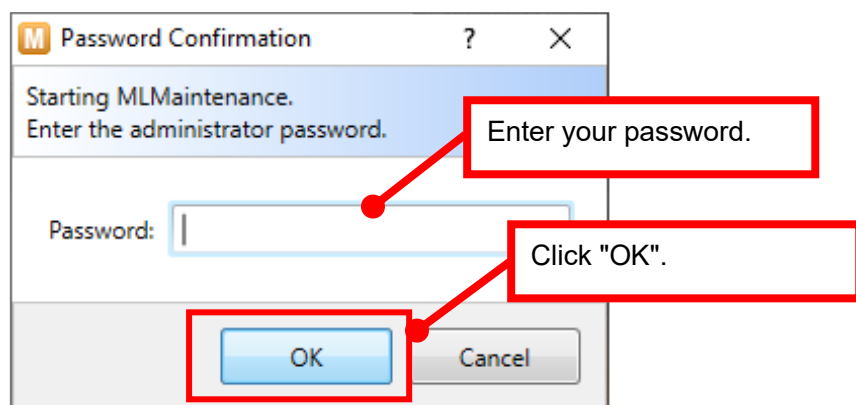 M Password Confirmation ? ×
Starting MLMaintenance.
Enter the administrator password.
Enter your password.
Password:
Click "OK".
OK Cancel